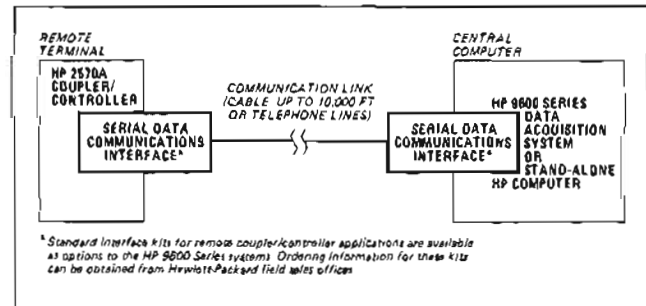 REMOTE
TERMINAL
HP 2570A
COUPLER/
CONTROLLER
SERIAL DATA
COMMUNICATIONS
INTERFACE*
COMMUNICATION LINK
(CABLE UP TO 10,000 FT
OR TELEPHONE LINES)
CENTRAL
COMPUTER
SERIAL DATA
COMMUNICATIONS
INTERFACE*
HP 9600 SERIES
DATA
ACQUISITION
SYSTEM
OR
STAND-ALONE
HP COMPUTER
* Standard Interface kits for remote coupler/controller applications are available
as options to the HP 9600 Series systems. Ordering information for these kits
can be obtained from Hewlett-Packard field sales offices